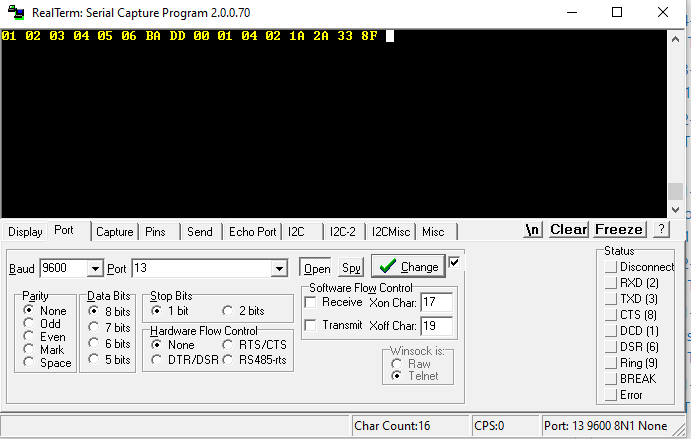 RealTerm: Serial Capture Program 2.0.0.70
01 02 03 04 05 06 BA DD 00 01 04 02 1A 2A 33 8F
Display Port Capture Pins Send Echo Port I2C I2C-2 I2CMisc Misc \n Clear Freeze ?
Baud 9600 Port 13 Open Spy Change
Parity
None
Odd
Even
Mark
Space
Data Bits
8 bits
7 bits
6 bits
5 bits
Stop Bits
1 bit 2 bits
Hardware Flow Control
None RTS/CTS
DTR/DSR RS485-rts
Software Flow Control
Receive Xon Char: 17
Transmit Xoff Char: 19
Winsock is:
Raw
Telnet
Status
Disconnect
RXD (2)
TXD (3)
CTS (8)
DCD (1)
DSR (6)
Ring (9)
BREAK
Error
Char Count:16 CPS:0 Port: 13 9600 8N1 None